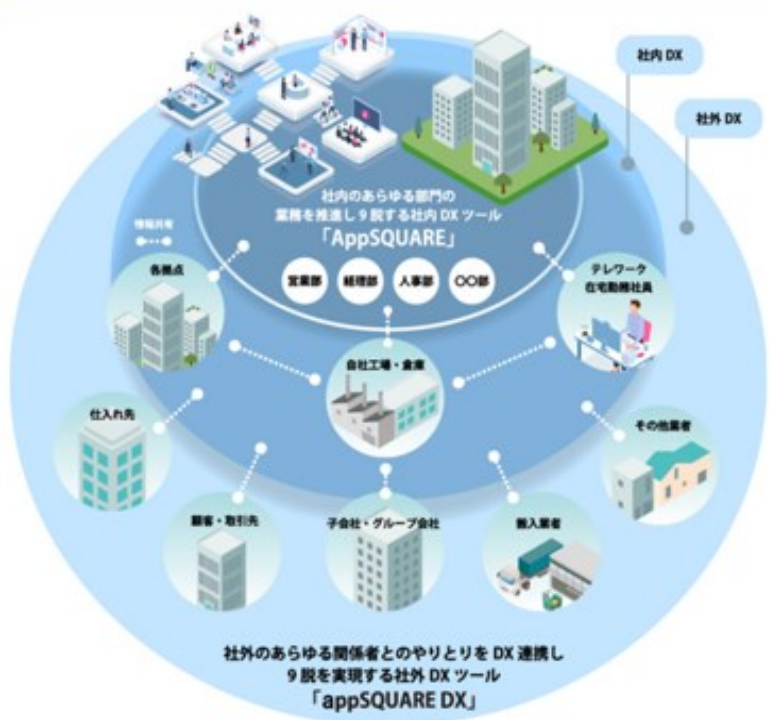 社内 DX
社外 DX
社内のあらゆる部門の
業務を推進し 9 脱する社内 DX ツール
「AppSQUARE」
情報共有
営業部
経理部
人事部
〇〇部
各拠点
テレワーク
在宅勤務社員
自社工場・倉庫
仕入れ先
その他業者
顧客・取引先
子会社・グループ会社
搬入業者
社外のあらゆる関係者とのやりとりを DX 連携し
9 脱を実現する社外 DX ツール
「appSQUARE DX」